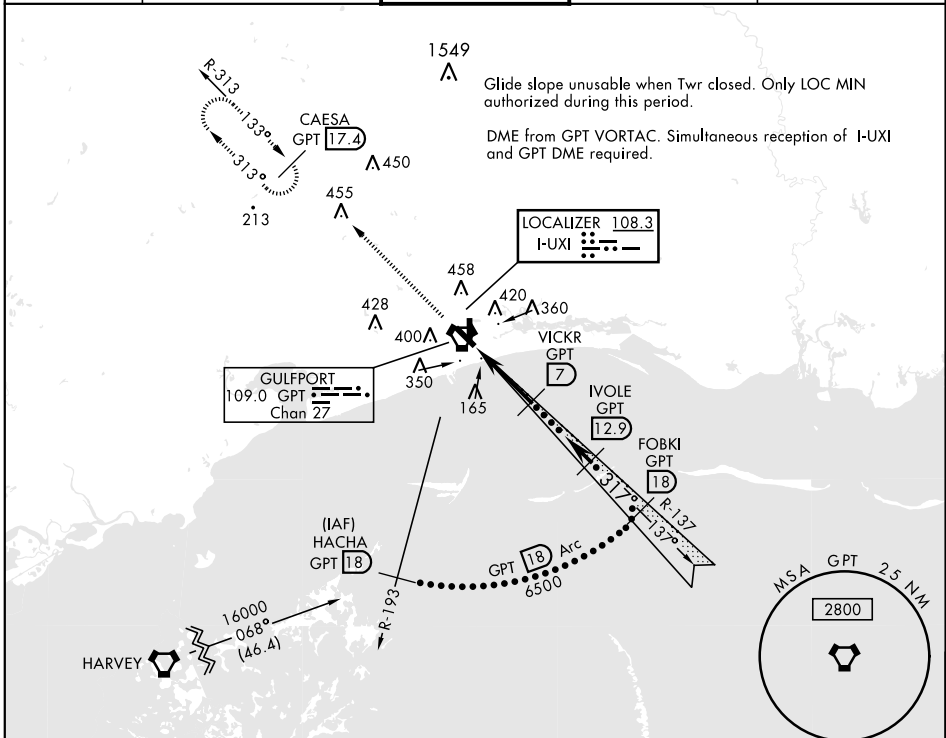 1549
Glide slope unusable when Twr closed. Only LOC MIN
authorized during this period.
DME from GPT VORTAC. Simultaneous reception of I-UXI
and GPT DME required.
R-313
133°
313°
CAESA
GPT 17.4
450
455
213
LOCALIZER 108.3
I-UXI
458
420
360
428
400
350
165
GULFPORT
109.0 GPT
Chan 27
VICKR
GPT
7
IVOLE
GPT
12.9
FOBKI
GPT
18
317°
R-137
137°
(IAF)
HACHA
GPT 18
GPT 18 Arc
6500
R-193
16000
068°
(46.4)
HARVEY
MSA GPT 25 NM
2800